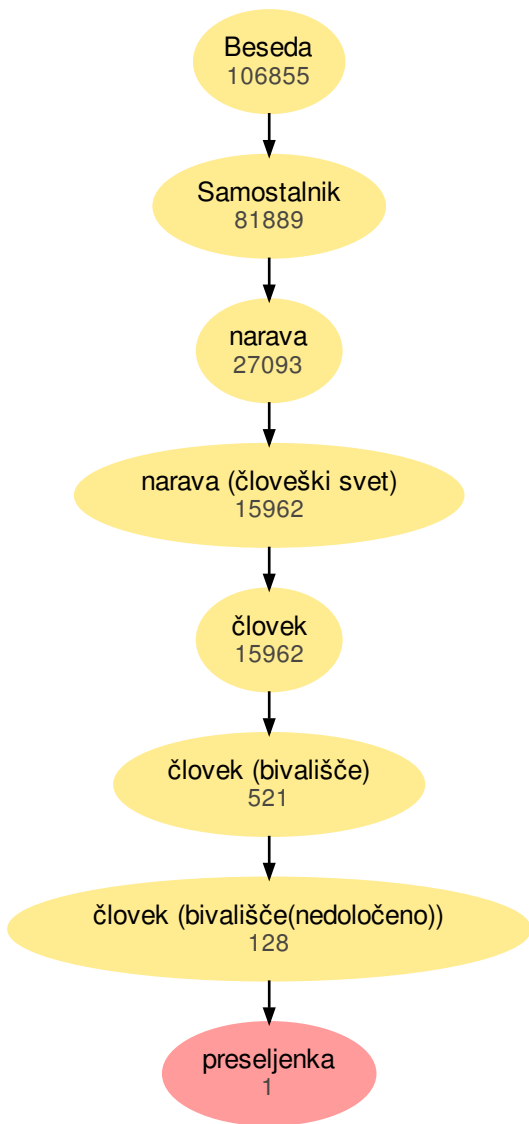 Beseda
106855
Samostalnik
81889
narava
27093
narava (človeški svet)
15962
človek
15962
človek (bivališče)
521
človek (bivališče(nedoločeno))
128
preseljenka
1